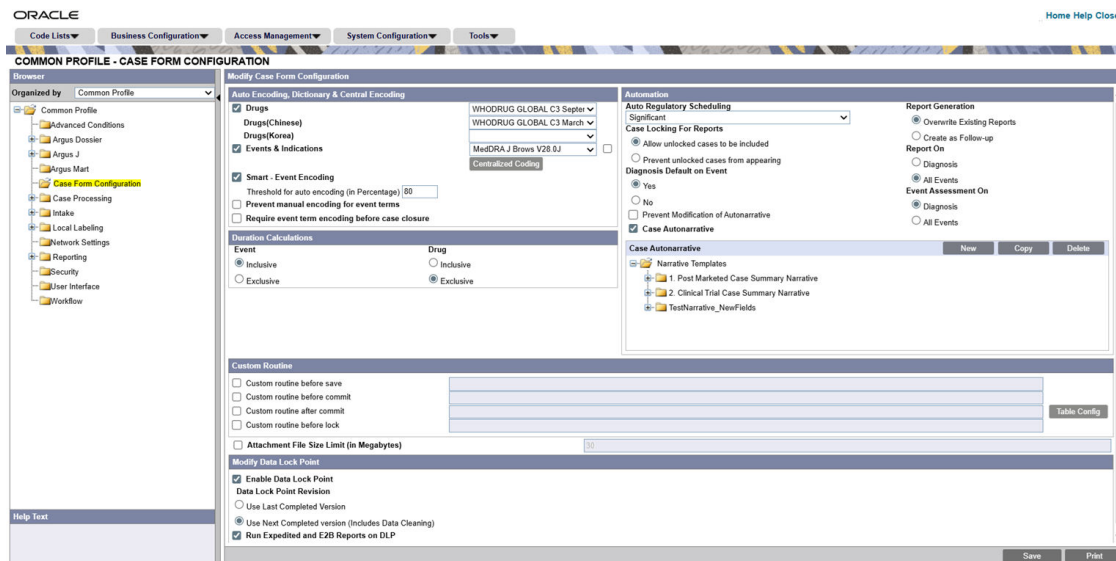 ORACLE
Home Help Close
Code Lists Business Configuration Access Management System Configuration Tools
COMMON PROFILE - CASE FORM CONFIGURATION
Browser
Organized by Common Profile
Common Profile
Advanced Conditions
Argus Dossier
Argus J
Argus Mart
Case Form Configuration
Case Processing
Intake
Local Labeling
Network Settings
Reporting
Security
User Interface
Workflow
Help Text
Modify Case Form Configuration
Auto Encoding, Dictionary & Central Encoding
Drugs WHODRUG GLOBAL C3 Septer
Drugs(Chinese) WHODRUG GLOBAL C3 March
Drugs(Korea)
Events & Indications MedDRA J Brows V28.0J
Centralized Coding
Smart - Event Encoding
Threshold for auto encoding (in Percentage) 80
Prevent manual encoding for event terms
Require event term encoding before case closure
Duration Calculations
Event Drug
Inclusive Inclusive
Exclusive Exclusive
Automation
Auto Regulatory Scheduling
Significant
Case Locking For Reports
Allow unlocked cases to be included
Prevent unlocked cases from appearing
Diagnosis Default on Event
Yes
No
Prevent Modification of Autonarrative
Case Autonarrative
Report Generation
Overwrite Existing Reports
Create as Follow-up
Report On
Diagnosis
All Events
Event Assessment On
Diagnosis
All Events
Case Autonarrative New Copy Delete
Narrative Templates
1. Post Marketed Case Summary Narrative
2. Clinical Trial Case Summary Narrative
TestNarrative_NewFields
Custom Routine
Custom routine before save
Custom routine before commit
Custom routine after commit Table Config
Custom routine before lock
Attachment File Size Limit (in Megabytes) 30
Modify Data Lock Point
Enable Data Lock Point
Data Lock Point Revision
Use Last Completed Version
Use Next Completed version (Includes Data Cleaning)
Run Expedited and E2B Reports on DLP
Save Print